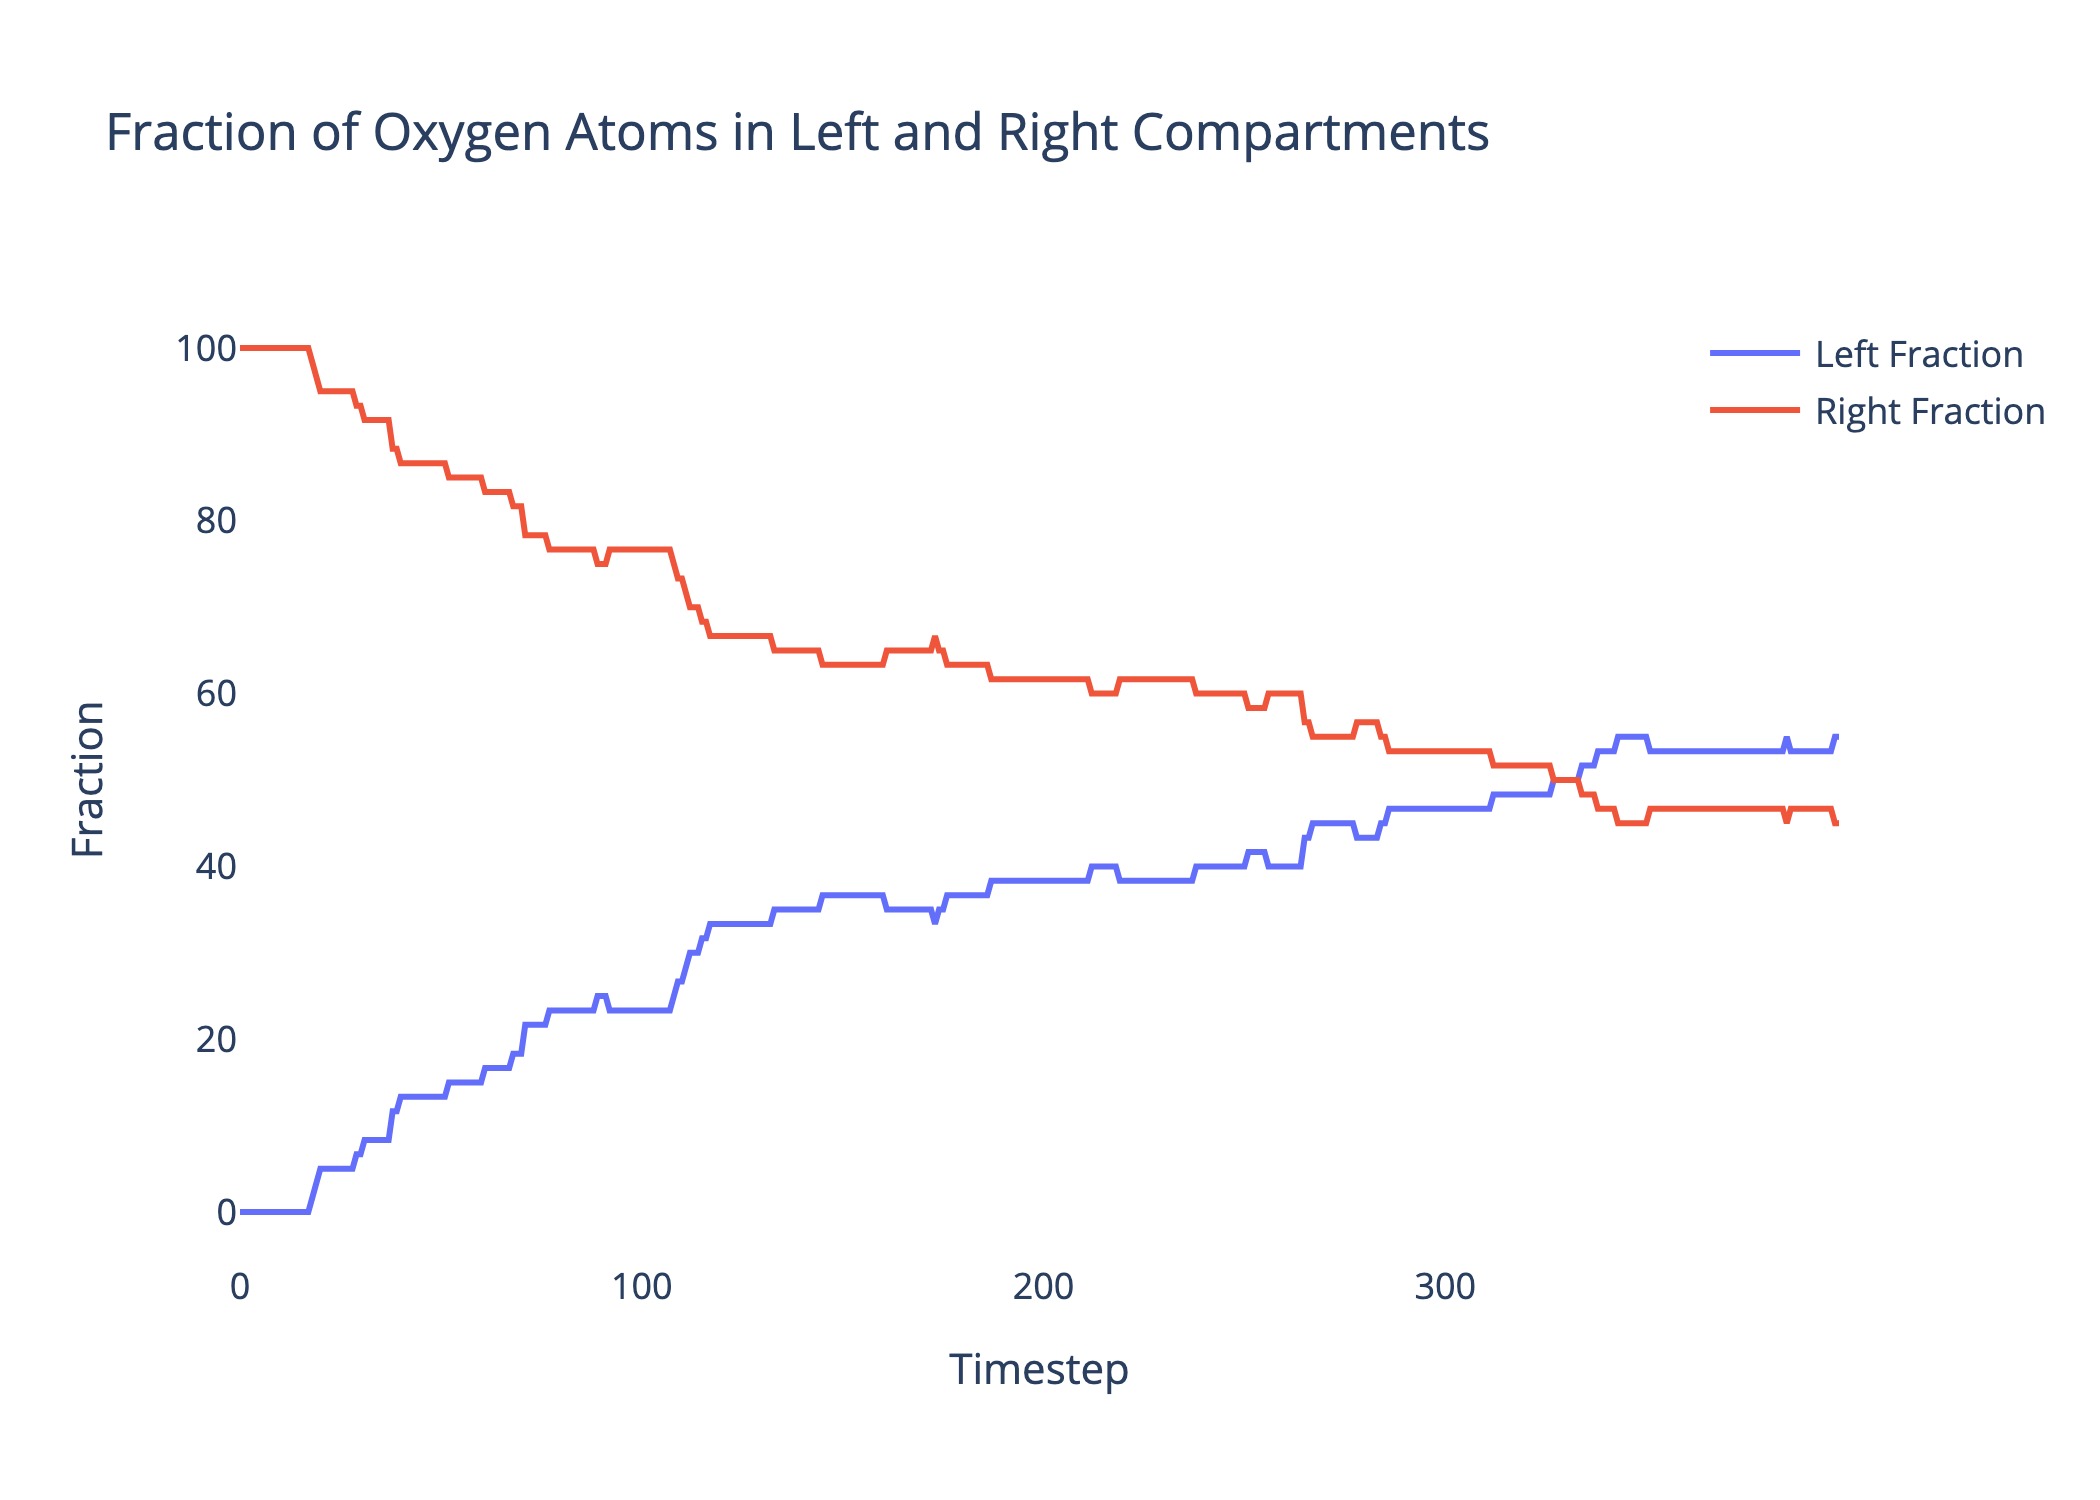 Fraction of Oxygen Atoms in Left and Right Compartments
Left Fraction
Right Fraction
100
80
60
40
20
0
Fraction
0 100 200 300
Timestep